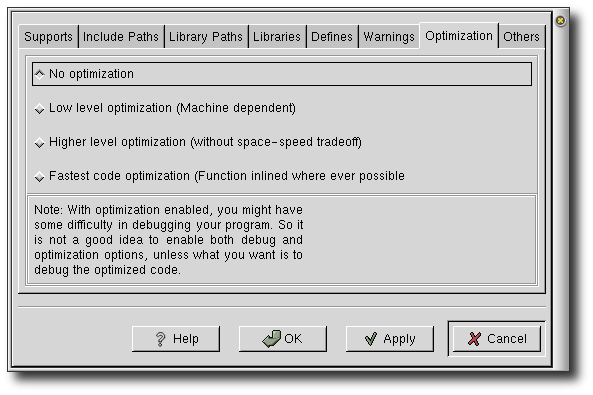 Supports Include Paths Library Paths Libraries Defines Warnings Optimization Others
No optimization
Low level optimization (Machine dependent)
Higher level optimization (without space-speed tradeoff)
Fastest code optimization (Function inlined where ever possible
Note: With optimization enabled, you might have
some difficulty in debugging your program. So it
is not a good idea to enable both debug and
optimization options, unless what you want is to
debug the optimized code.
Help OK Apply Cancel